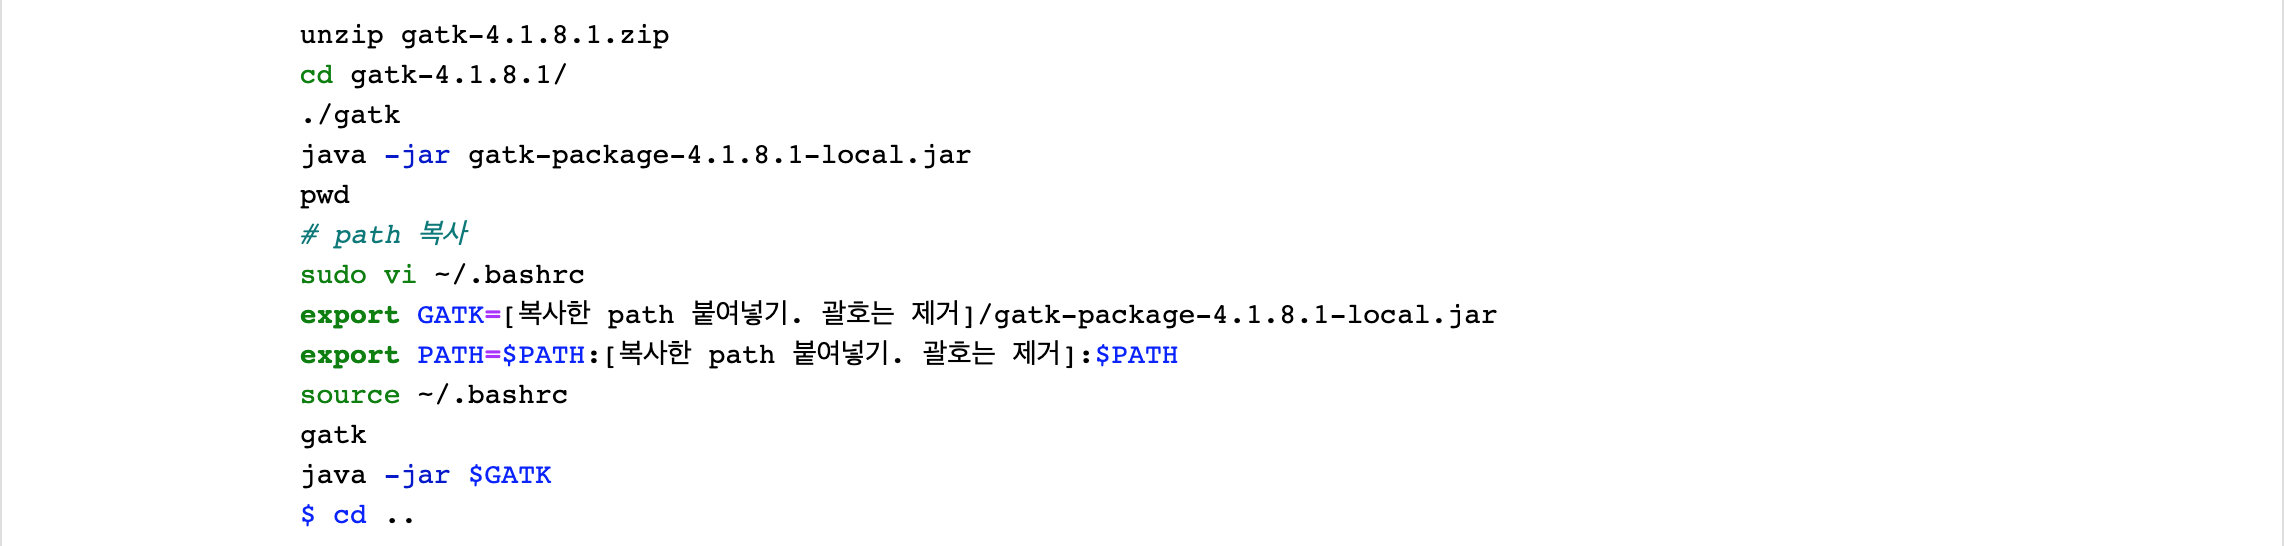 unzip gatk-4.1.8.1.zip
cd gatk-4.1.8.1/
./gatk
java -jar gatk-package-4.1.8.1-local.jar
pwd
# path 복사
sudo vi ~/.bashrc
export GATK=[복사한 path 붙여넣기. 괄호는 제거]/gatk-package-4.1.8.1-local.jar
export PATH=$PATH:[복사한 path 붙여넣기. 괄호는 제거]:$PATH
source ~/.bashrc
gatk
java -jar $GATK
$ cd ..